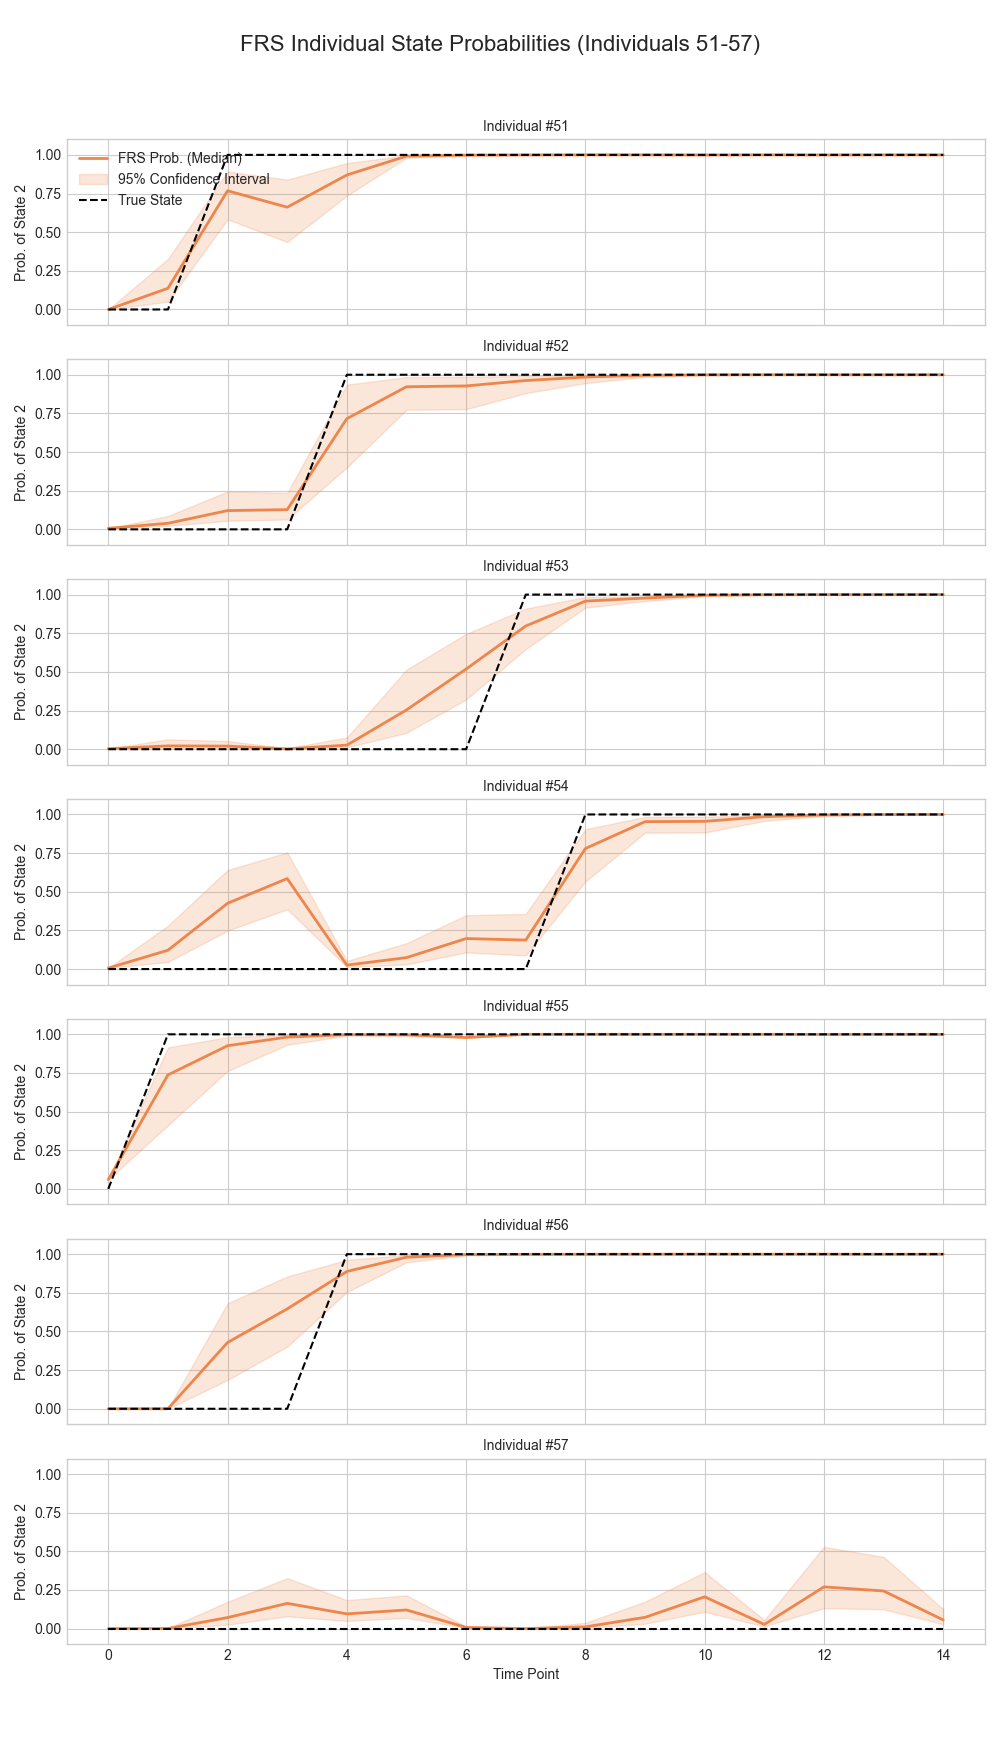 FRS Individual State Probabilities (Individuals 51-57)
Individual #51
FRS Prob. (Median)
95% Confidence Interval
True State
Prob. of State 2
1.00
0.75
0.50
0.25
0.00
Individual #52
Prob. of State 2
1.00
0.75
0.50
0.25
0.00
Individual #53
Prob. of State 2
1.00
0.75
0.50
0.25
0.00
Individual #54
Prob. of State 2
1.00
0.75
0.50
0.25
0.00
Individual #55
Prob. of State 2
1.00
0.75
0.50
0.25
0.00
Individual #56
Prob. of State 2
1.00
0.75
0.50
0.25
0.00
Individual #57
Prob. of State 2
1.00
0.75
0.50
0.25
0.00
0 2 4 6 8 10 12 14
Time Point